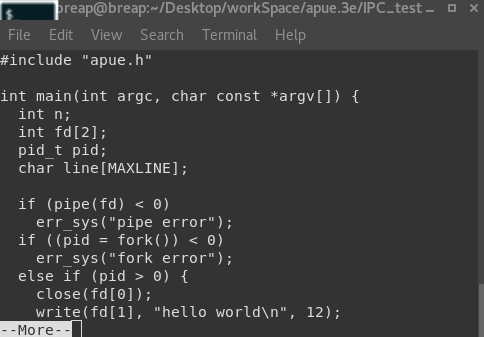 breap@breap:~/Desktop/workSpace/apue.3e/IPC_test
File Edit View Search Terminal Help
#include "apue.h"
int main(int argc, char const *argv[]) {
  int n;
  int fd[2];
  pid_t pid;
  char line[MAXLINE];
  if (pipe(fd) < 0)
    err_sys("pipe error");
  if ((pid = fork()) < 0)
    err_sys("fork error");
  else if (pid > 0) {
    close(fd[0]);
    write(fd[1], "hello world\n", 12);
--More--